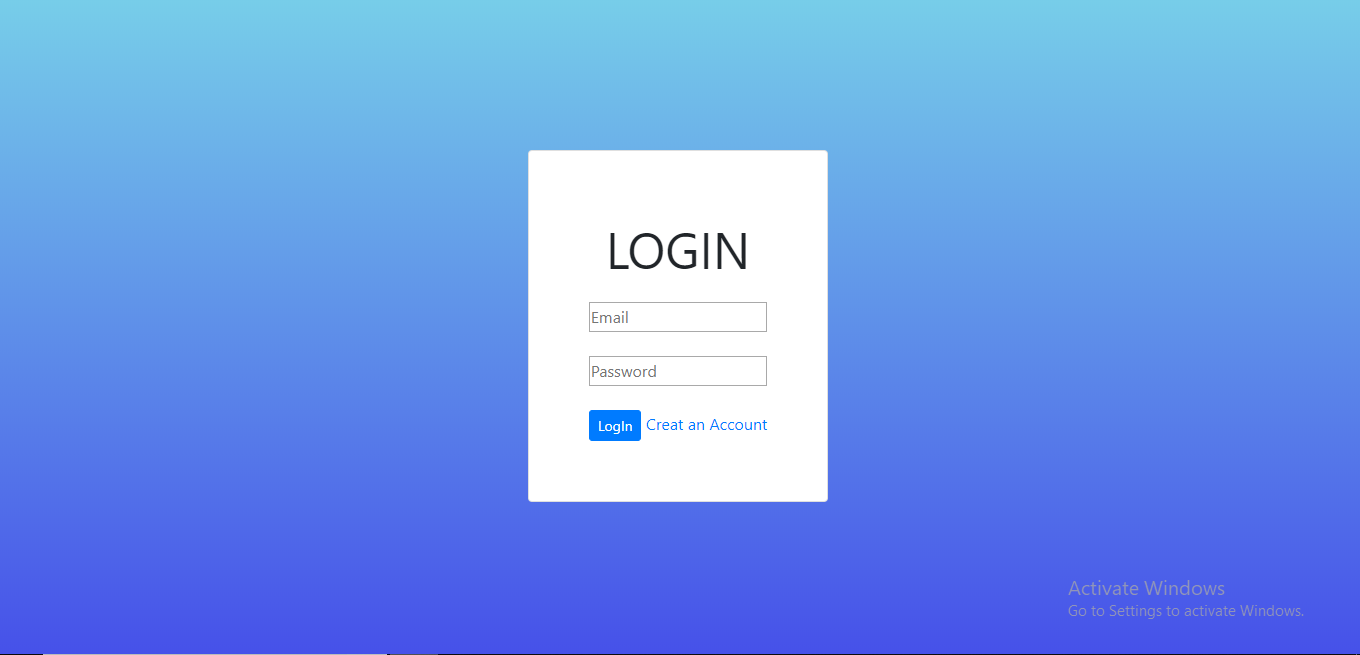 LOGIN
Email
Password
LogIn Creat an Account
Activate Windows
Go to Settings to activate Windows.